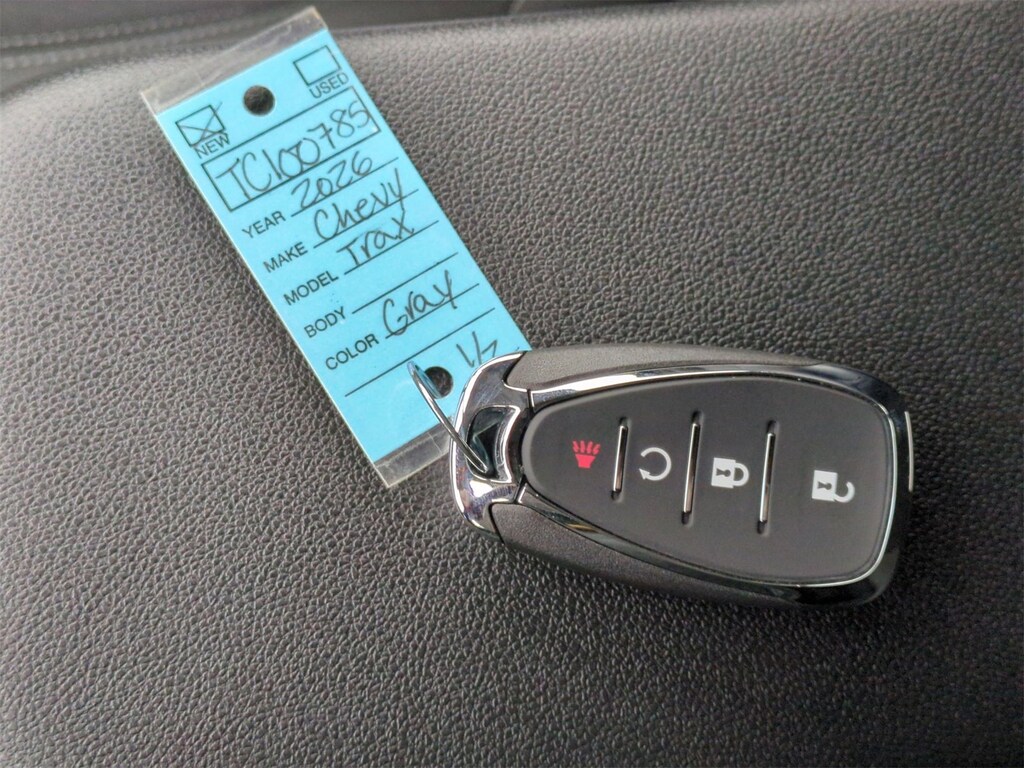 NEW
USED
TC100785
YEAR 2026
MAKE Chevy
MODEL Trax
BODY
COLOR Gray